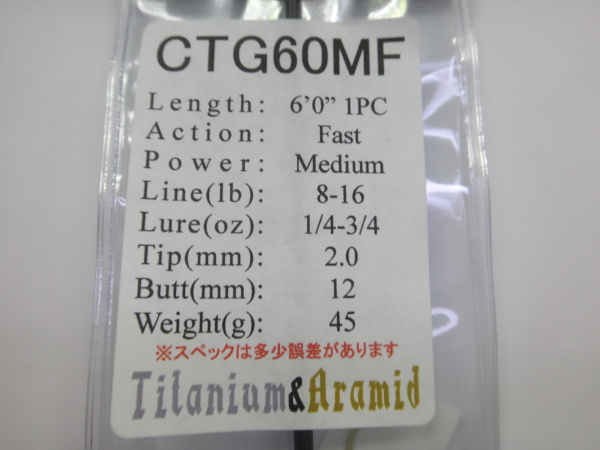 CTG60MF
Length: 6'0" 1PC
Action: Fast
Power: Medium
Line(lb): 8-16
Lure(oz): 1/4-3/4
Tip(mm): 2.0
Butt(mm): 12
Weight(g): 45
※スペックは多少誤差があります
Titanium&Aramid